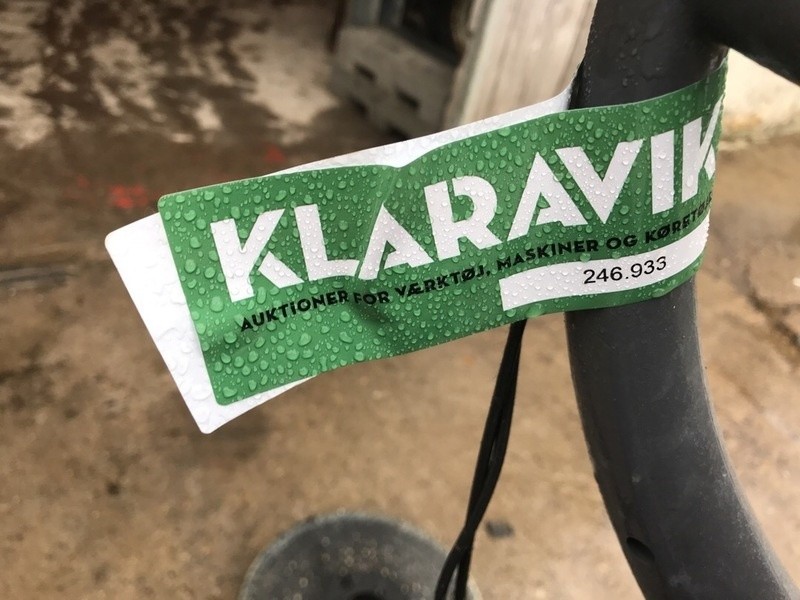 KLARAVIK
AUKTIONER FOR VÆRKTØJ, MASKINER OG
246.933